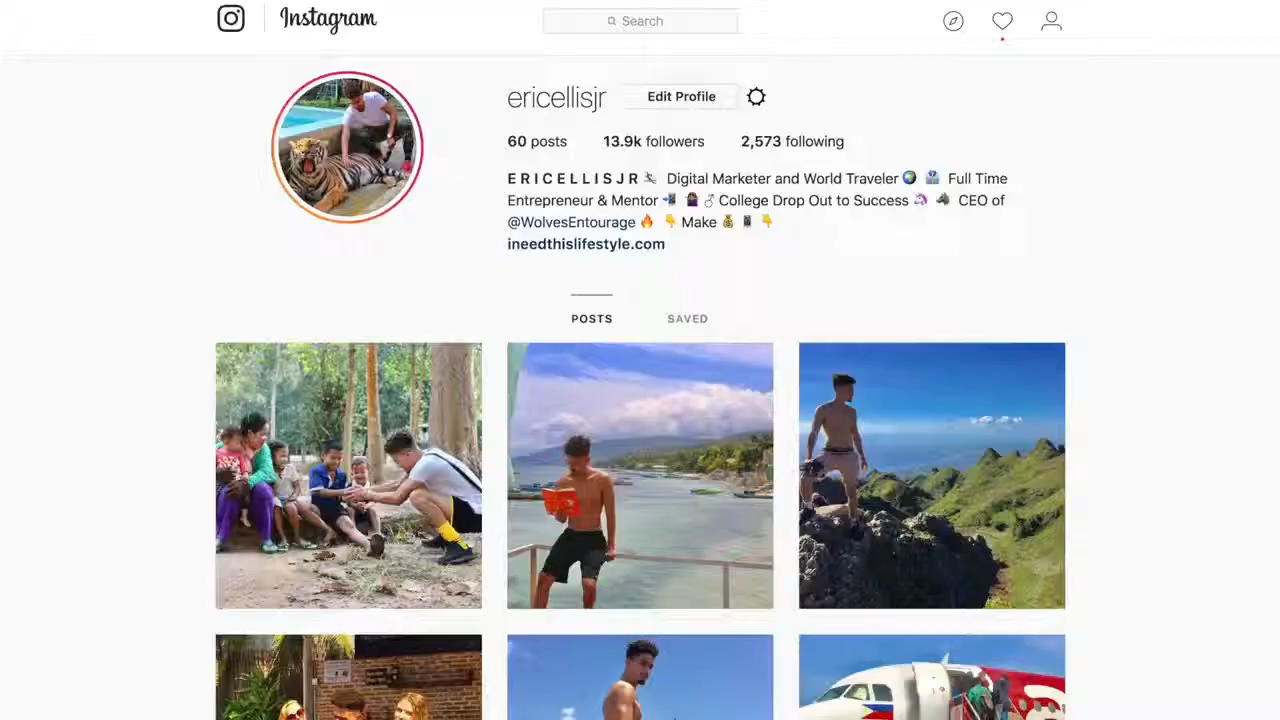 Instagram
Search
ericellisjr
Edit Profile
60 posts 13.9k followers 2,573 following
E R I C E L L I S J R 🏃🏽 Digital Marketer and World Traveler 🌍 🗺 Full Time
Entrepreneur & Mentor 📲 🙅🏾 ♂ College Drop Out to Success 🦄 🐺 CEO of
@WolvesEntourage 🔥 👇 Make 💰 📱 👇
ineedthislifestyle.com
POSTS SAVED